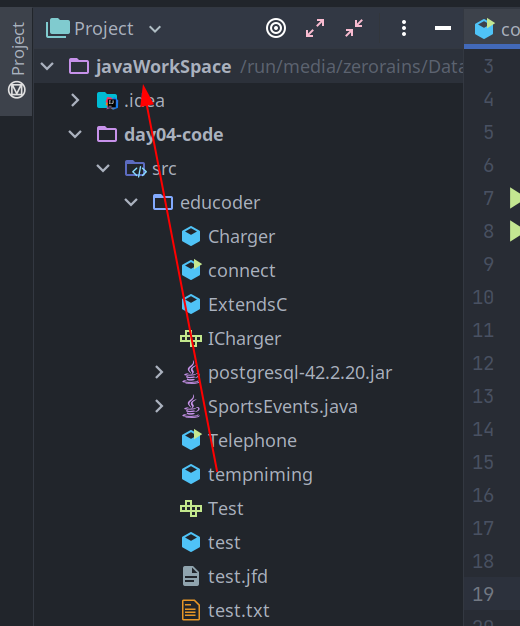 Project
Project
co
javaWorkSpace /run/media/zerorains/Data
3
.idea
4
day04-code
5
src
6
educoder
7
Charger
8
connect
9
ExtendsC
10
ICharger
11
postgresql-42.2.20.jar
12
SportsEvents.java
13
Telephone
14
tempniming
15
Test
16
test
17
test.jfd
18
test.txt
19